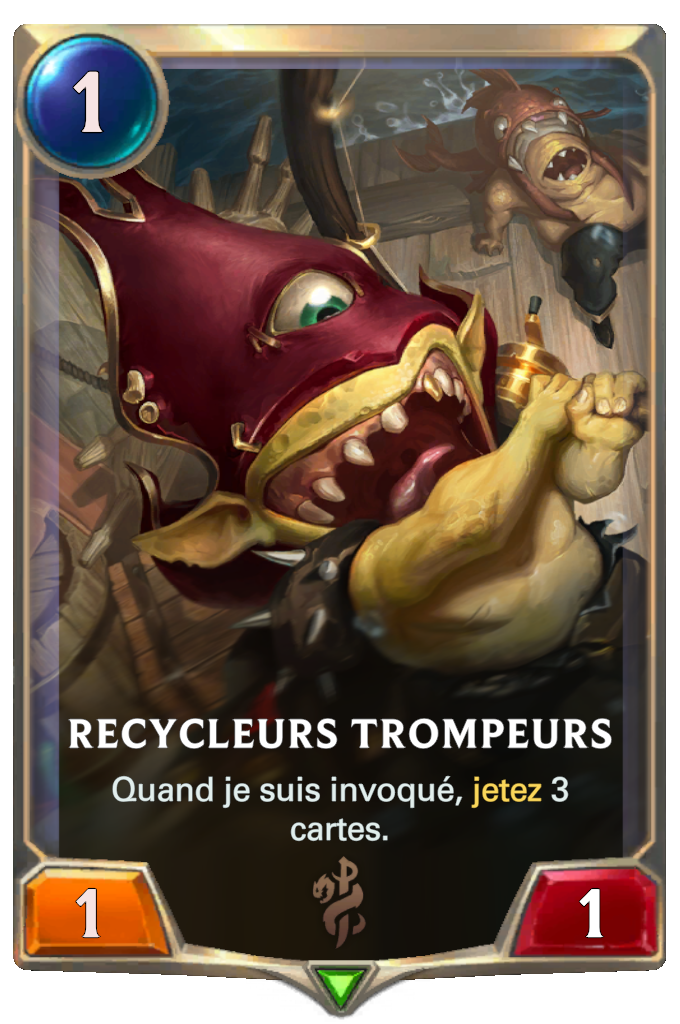 1
RECYCLEURS TROMPEURS
Quand je suis invoqué, jetez 3
cartes.
1
1